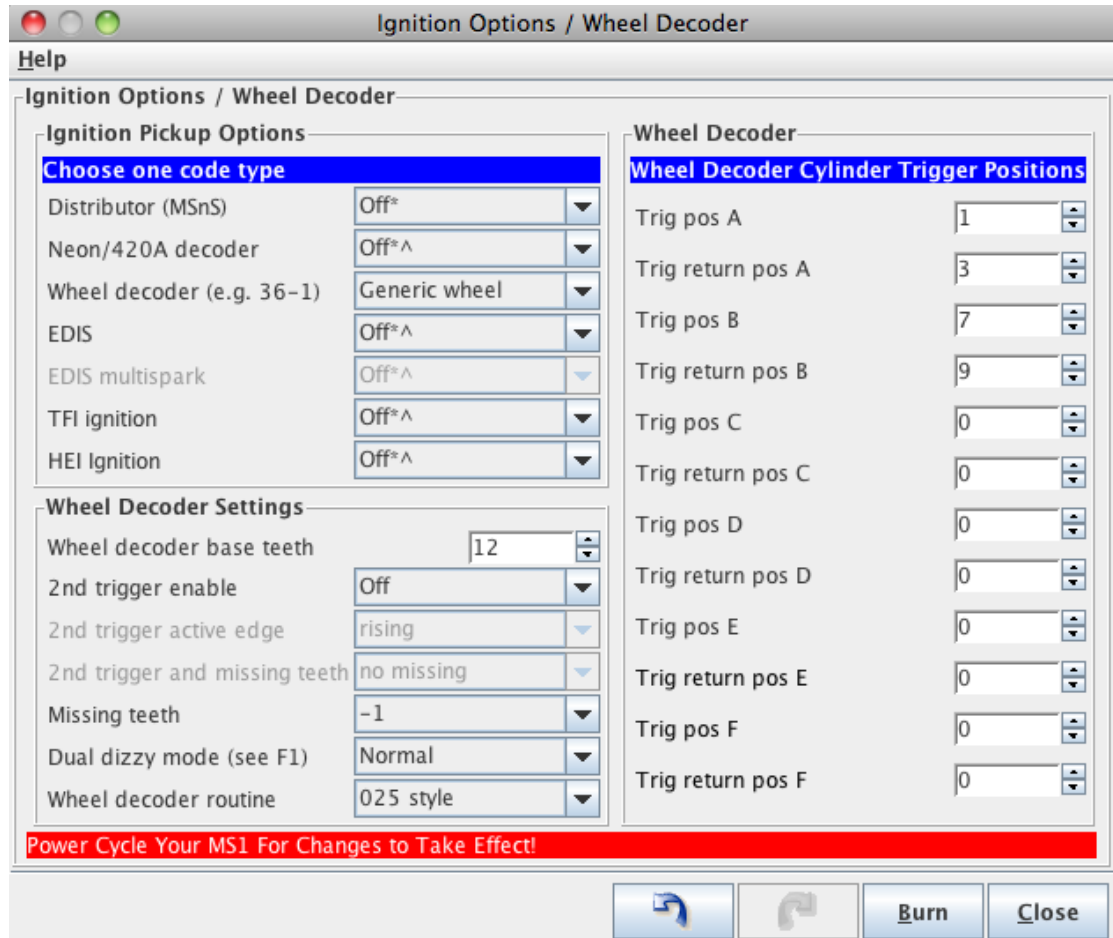 Ignition Options / Wheel Decoder
Help
Ignition Options / Wheel Decoder
Ignition Pickup Options
Choose one code type
Distributor (MSnS) Off*
Neon/420A decoder Off*^
Wheel decoder (e.g. 36-1) Generic wheel
EDIS Off*^
EDIS multispark Off*^
TFI ignition Off*^
HEI Ignition Off*^
Wheel Decoder Settings
Wheel decoder base teeth 12
2nd trigger enable Off
2nd trigger active edge rising
2nd trigger and missing teeth no missing
Missing teeth -1
Dual dizzy mode (see F1) Normal
Wheel decoder routine 025 style
Wheel Decoder
Wheel Decoder Cylinder Trigger Positions
Trig pos A 1
Trig return pos A 3
Trig pos B 7
Trig return pos B 9
Trig pos C 0
Trig return pos C 0
Trig pos D 0
Trig return pos D 0
Trig pos E 0
Trig return pos E 0
Trig pos F 0
Trig return pos F 0
Power Cycle Your MS1 For Changes to Take Effect!
Burn Close